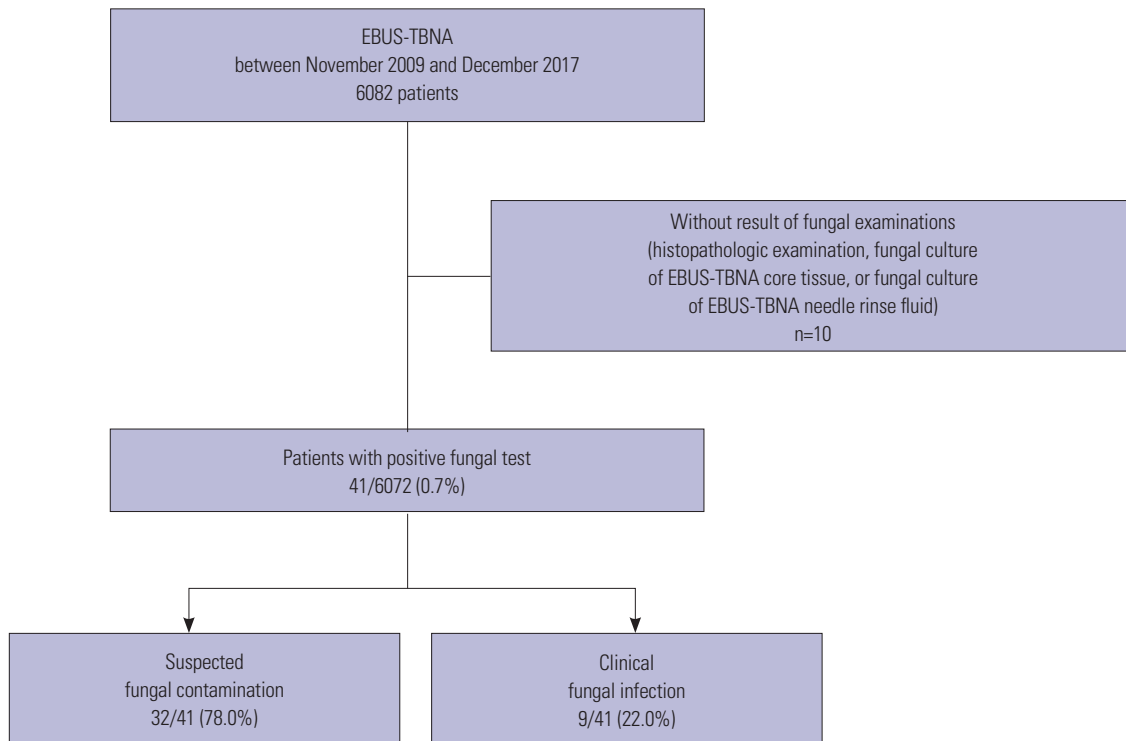 EBUS-TBNA
between November 2009 and December 2017
6082 patients
Without result of fungal examinations
(histopathologic examination, fungal culture
of EBUS-TBNA core tissue, or fungal culture
of EBUS-TBNA needle rinse fluid)
n=10
Patients with positive fungal test
41/6072 (0.7%)
Suspected
fungal contamination
32/41 (78.0%)
Clinical
fungal infection
9/41 (22.0%)